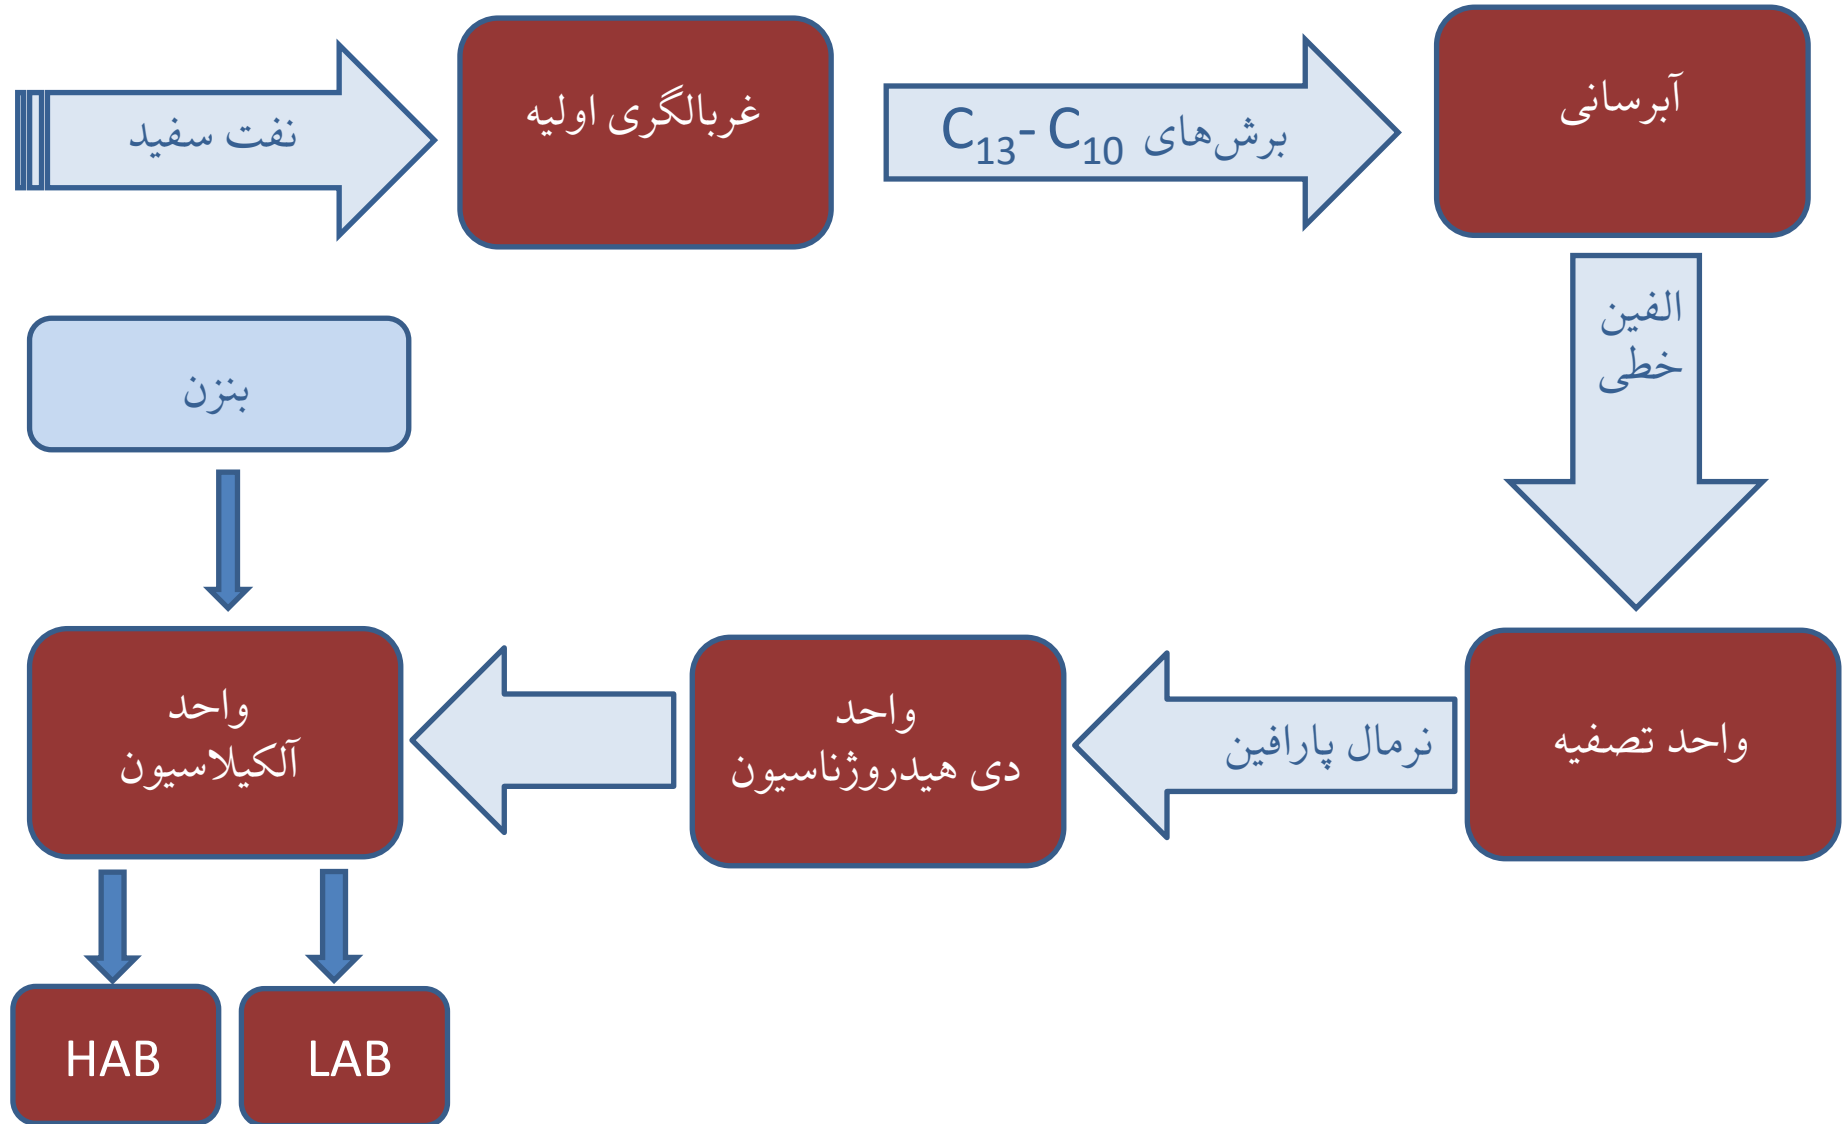 نفت سفید
غربالگری اولیه
برش‌های C13- C10
آبرسانی
الفین
خطی
بنزن
واحد تصفیه
نرمال پارافین
واحد
دی هیدروژناسیون
واحد
آلکیلاسیون
HAB
LAB